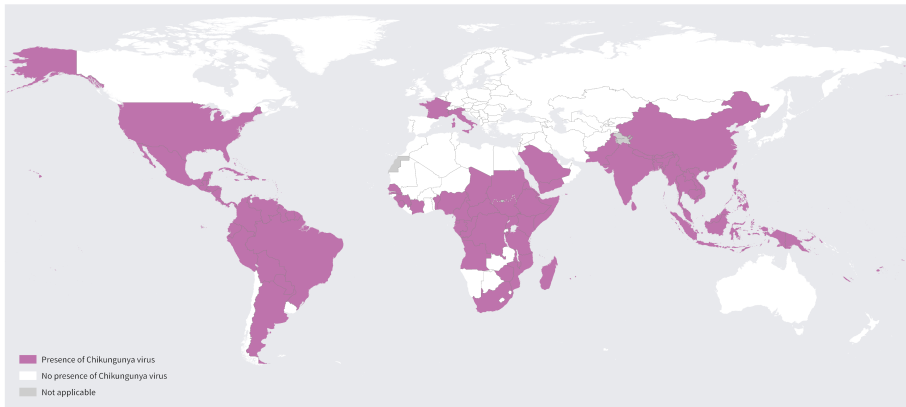 Presence of Chikungunya virus
No presence of Chikungunya virus
Not applicable